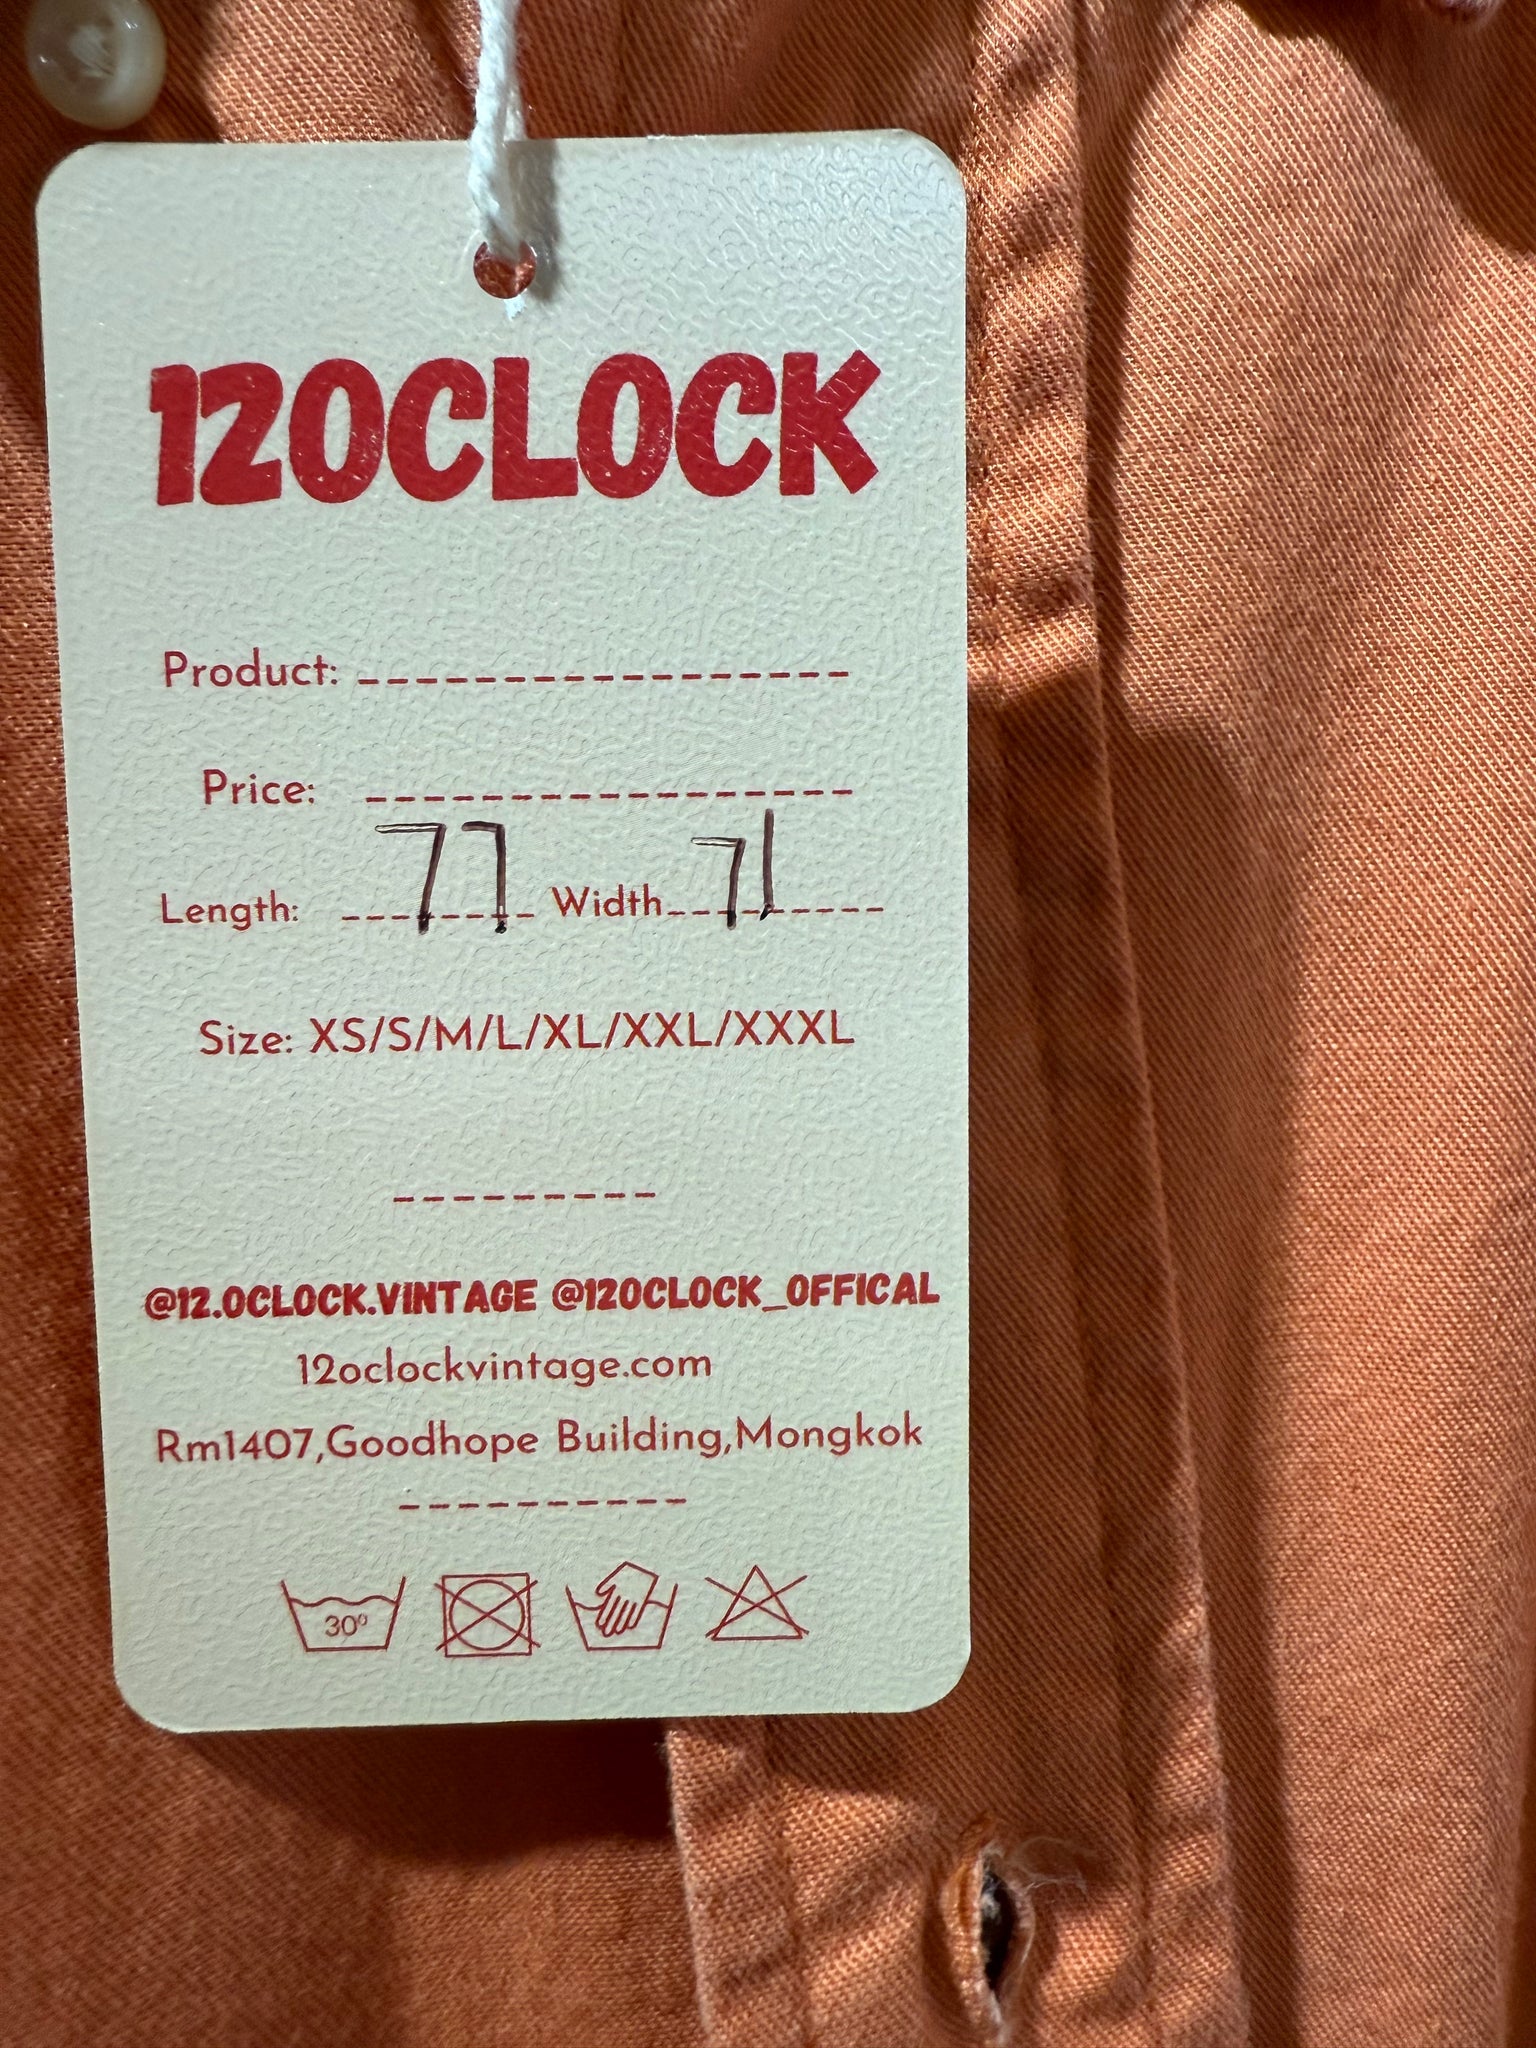 12OCLOCK
Product: -----------------
Price: -----------------
Length: 77 Width 71
Size: XS/S/M/L/XL/XXL/XXXL
@12.OCLOCK.VINTAGE @12OCLOCK_OFFICAL
12oclockvintage.com
Rm1407,Goodhope Building,Mongkok
30°